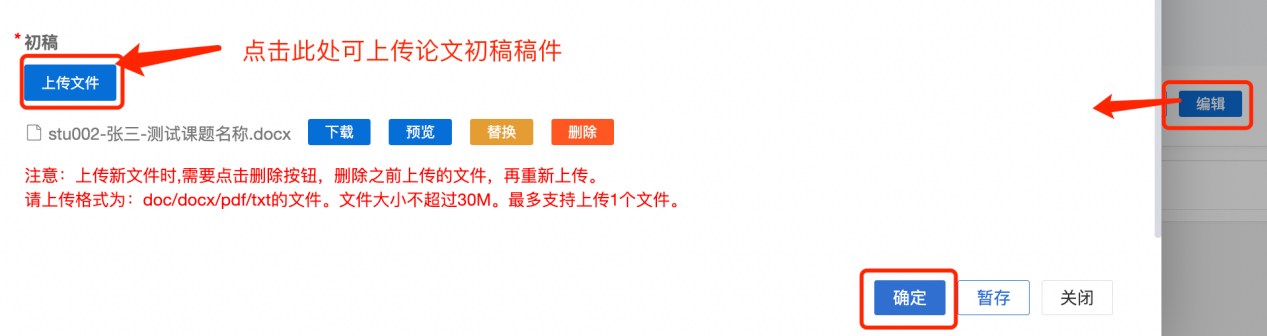 *初稿
点击此处可上传论文初稿稿件
上传文件
编辑
stu002-张三-测试课题名称.docx 下载 预览 替换 删除
注意：上传新文件时,需要点击删除按钮，删除之前上传的文件，再重新上传。
请上传格式为：doc/docx/pdf/txt的文件。文件大小不超过30M。最多支持上传1个文件。
确定 暂存 关闭